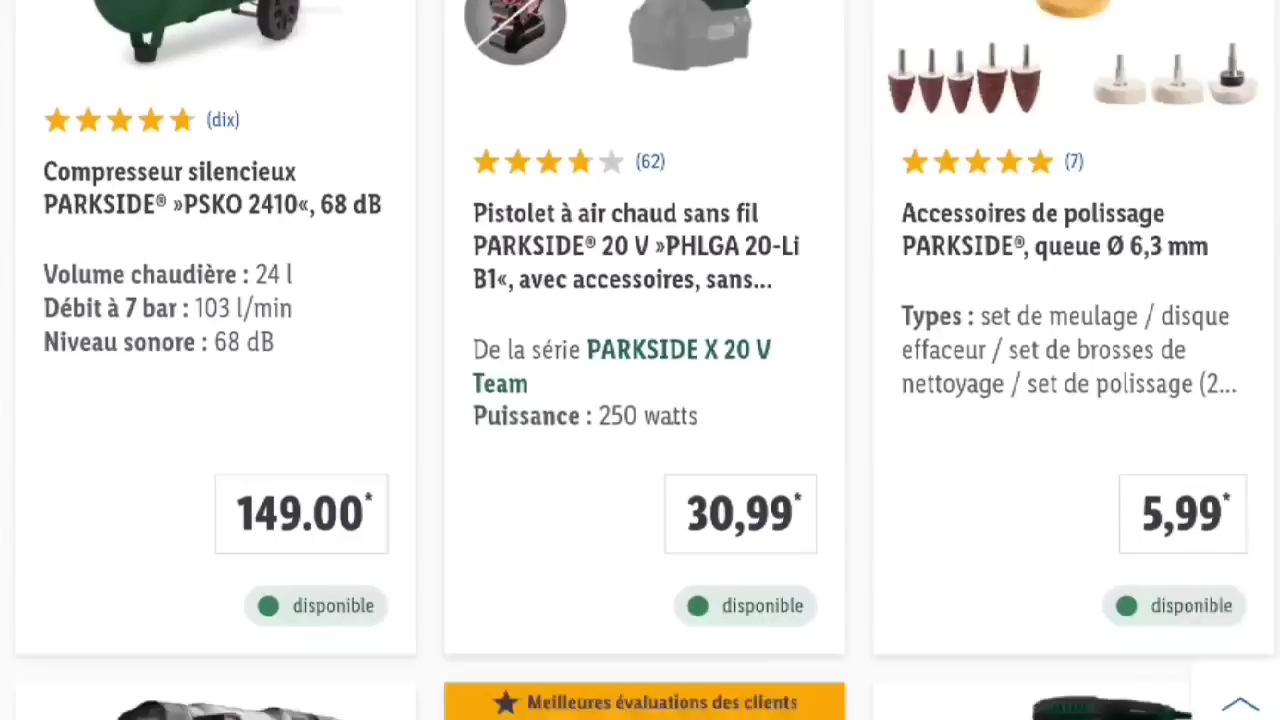 (dix)
Compresseur silencieux
PARKSIDE® »PSKO 2410«, 68 dB
Volume chaudière : 24 l
Débit à 7 bar : 103 l/min
Niveau sonore : 68 dB
149.00*
disponible
(62)
Pistolet à air chaud sans fil
PARKSIDE® 20 V »PHLGA 20-Li
B1«, avec accessoires, sans...
De la série PARKSIDE X 20 V
Team
Puissance : 250 watts
30,99*
disponible
(7)
Accessoires de polissage
PARKSIDE®, queue Ø 6,3 mm
Types : set de meulage / disque
effaceur / set de brosses de
nettoyage / set de polissage (2...
5,99*
disponible
Meilleures évaluations des clients